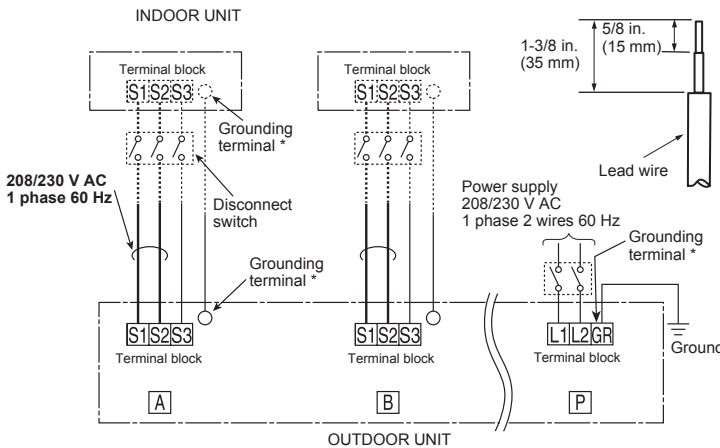 INDOOR UNIT
Terminal block
S1 S2 S3
Grounding
terminal *
Disconnect
switch
208/230 V AC
1 phase 60 Hz
Grounding
terminal *
S1 S2 S3
Terminal block
A
Terminal block
S1 S2 S3
S1 S2 S3
Terminal block
B
1-3/8 in.
(35 mm)
5/8 in.
(15 mm)
Lead wire
Power supply
208/230 V AC
1 phase 2 wires 60 Hz
Grounding
terminal *
L1 L2 GR
Terminal block
Ground
P
OUTDOOR UNIT